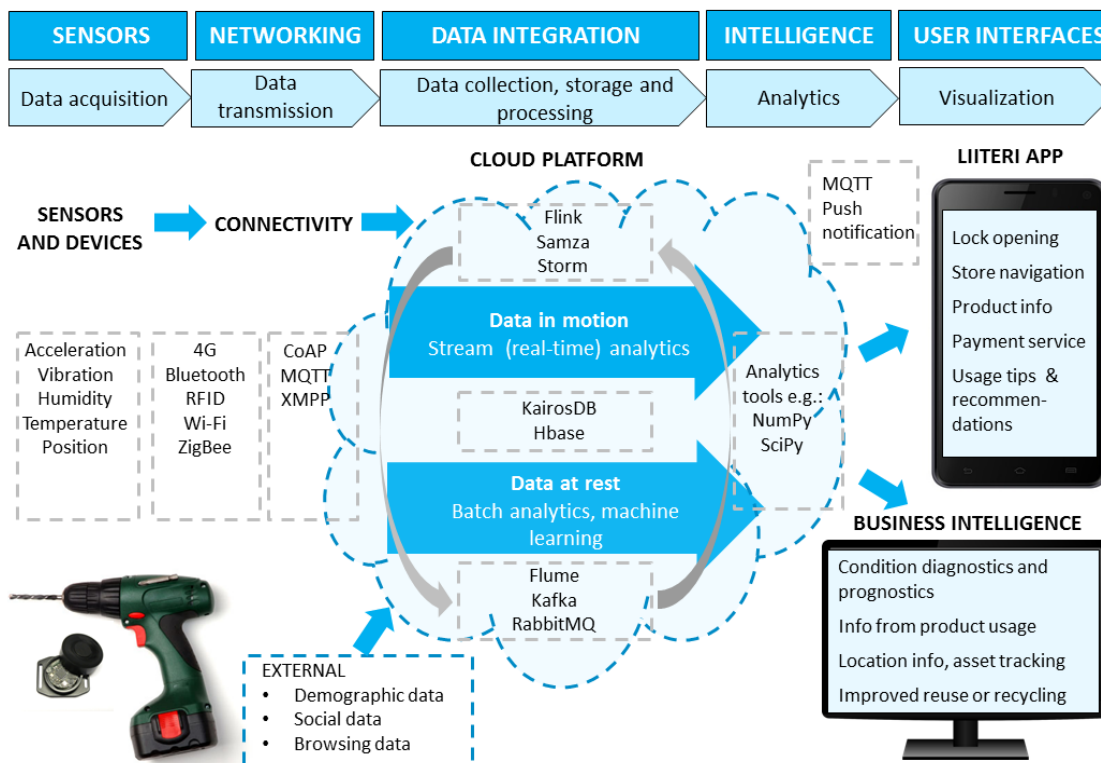 SENSORS
NETWORKING
DATA INTEGRATION
INTELLIGENCE
USER INTERFACES
Data acquisition
Data
transmission
Data collection, storage and
processing
Analytics
Visualization
CLOUD PLATFORM
LIITERI APP
SENSORS
AND DEVICES
CONNECTIVITY
Flink
Samza
Storm
MQTT
Push
notification
Lock opening
Store navigation
Product info
Payment service
Usage tips &
recommen-
dations
Data in motion
Stream (real-time) analytics
Acceleration
Vibration
Humidity
Temperature
Position
4G
Bluetooth
RFID
Wi-Fi
ZigBee
CoAP
MQTT
XMPP
KairosDB
Hbase
Analytics
tools e.g.:
NumPy
SciPy
Data at rest
Batch analytics, machine
learning
Flume
Kafka
RabbitMQ
BUSINESS INTELLIGENCE
Condition diagnostics and
prognostics
Info from product usage
Location info, asset tracking
Improved reuse or recycling
EXTERNAL
• Demographic data
• Social data
• Browsing data